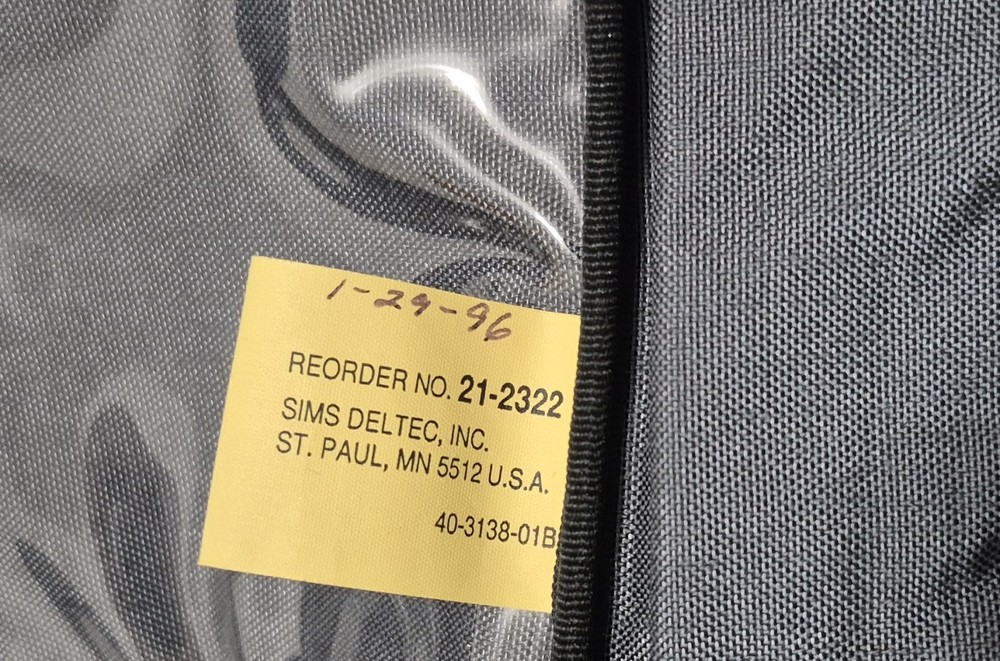 1-29-96
REORDER NO. 21-2322
SIMS DELTEC, INC.
ST. PAUL, MN 5512 U.S.A.
40-3138-01B